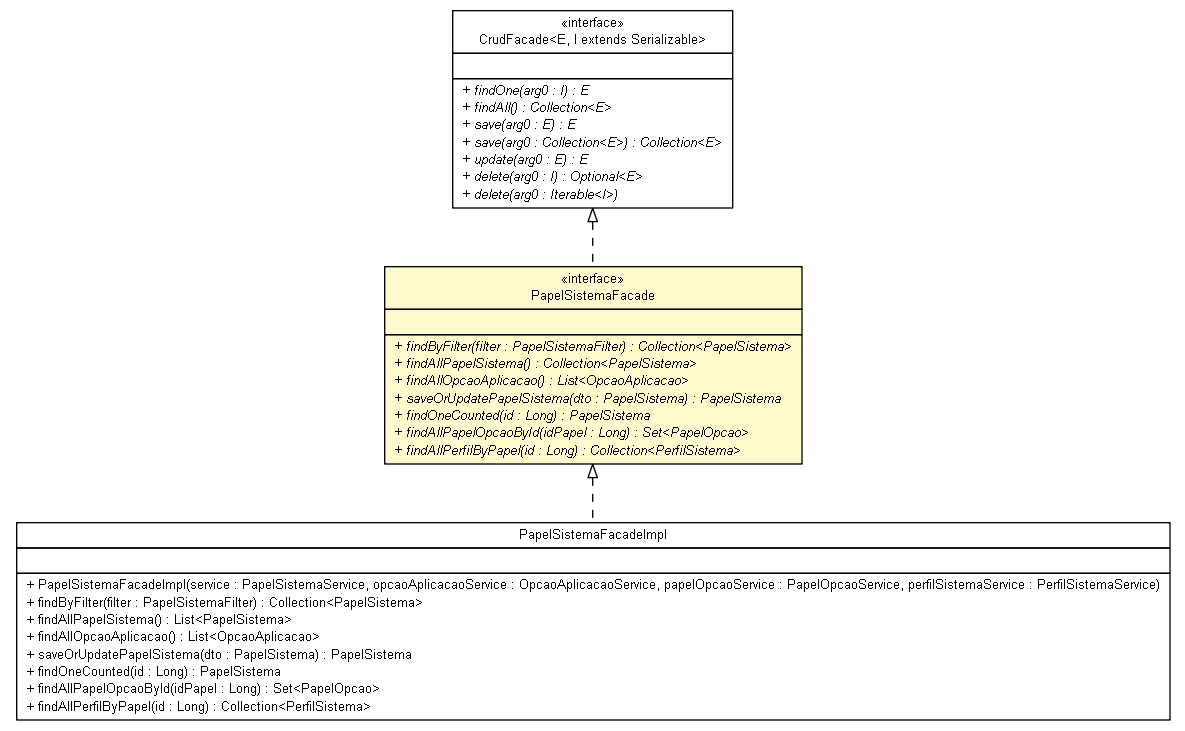 «interface»
CrudFacade<E, I extends Serializable>
+ findOne(arg0 : I) : E
+ findAll() : Collection<E>
+ save(arg0 : E) : E
+ save(arg0 : Collection<E>) : Collection<E>
+ update(arg0 : E) : E
+ delete(arg0 : I) : Optional<E>
+ delete(arg0 : Iterable<I>)
«interface»
PapelSistemaFacade
+ findByFilter(filter : PapelSistemaFilter) : Collection<PapelSistema>
+ findAllPapelSistema() : Collection<PapelSistema>
+ findAllOpcaoAplicacao() : List<OpcaoAplicacao>
+ saveOrUpdatePapelSistema(dto : PapelSistema) : PapelSistema
+ findOneCounted(id : Long) : PapelSistema
+ findAllPapelOpcaoById(idPapel : Long) : Set<PapelOpcao>
+ findAllPerfilByPapel(id : Long) : Collection<PerfilSistema>
PapelSistemaFacadeImpl
+ PapelSistemaFacadeImpl(service : PapelSistemaService, opcaoAplicacaoService : OpcaoAplicacaoService, papelOpcaoService : PapelOpcaoService, perfilSistemaService : PerfilSistemaService)
+ findByFilter(filter : PapelSistemaFilter) : Collection<PapelSistema>
+ findAllPapelSistema() : List<PapelSistema>
+ findAllOpcaoAplicacao() : List<OpcaoAplicacao>
+ saveOrUpdatePapelSistema(dto : PapelSistema) : PapelSistema
+ findOneCounted(id : Long) : PapelSistema
+ findAllPapelOpcaoById(idPapel : Long) : Set<PapelOpcao>
+ findAllPerfilByPapel(id : Long) : Collection<PerfilSistema>